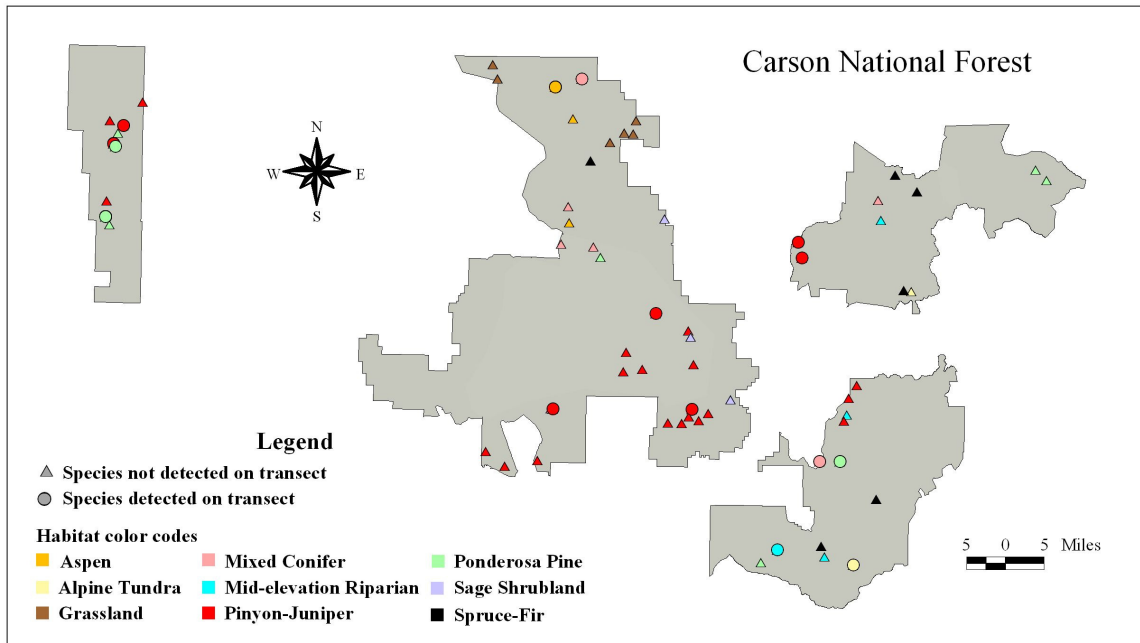 Carson National Forest
N
W E
S
Legend
Species not detected on transect
Species detected on transect
Habitat color codes
Aspen Mixed Conifer Ponderosa Pine
Alpine Tundra Mid-elevation Riparian Sage Shrubland
Grassland Pinyon-Juniper Spruce-Fir
5 0 5 Miles